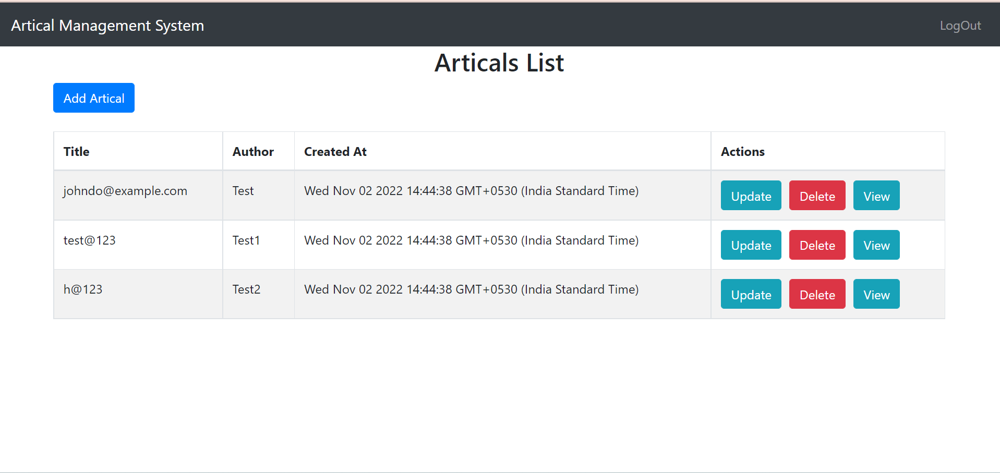 Artical Management System LogOut
Articals List
Add Artical
Title Author Created At Actions
johndo@example.com Test Wed Nov 02 2022 14:44:38 GMT+0530 (India Standard Time) Update Delete View
test@123 Test1 Wed Nov 02 2022 14:44:38 GMT+0530 (India Standard Time) Update Delete View
h@123 Test2 Wed Nov 02 2022 14:44:38 GMT+0530 (India Standard Time) Update Delete View